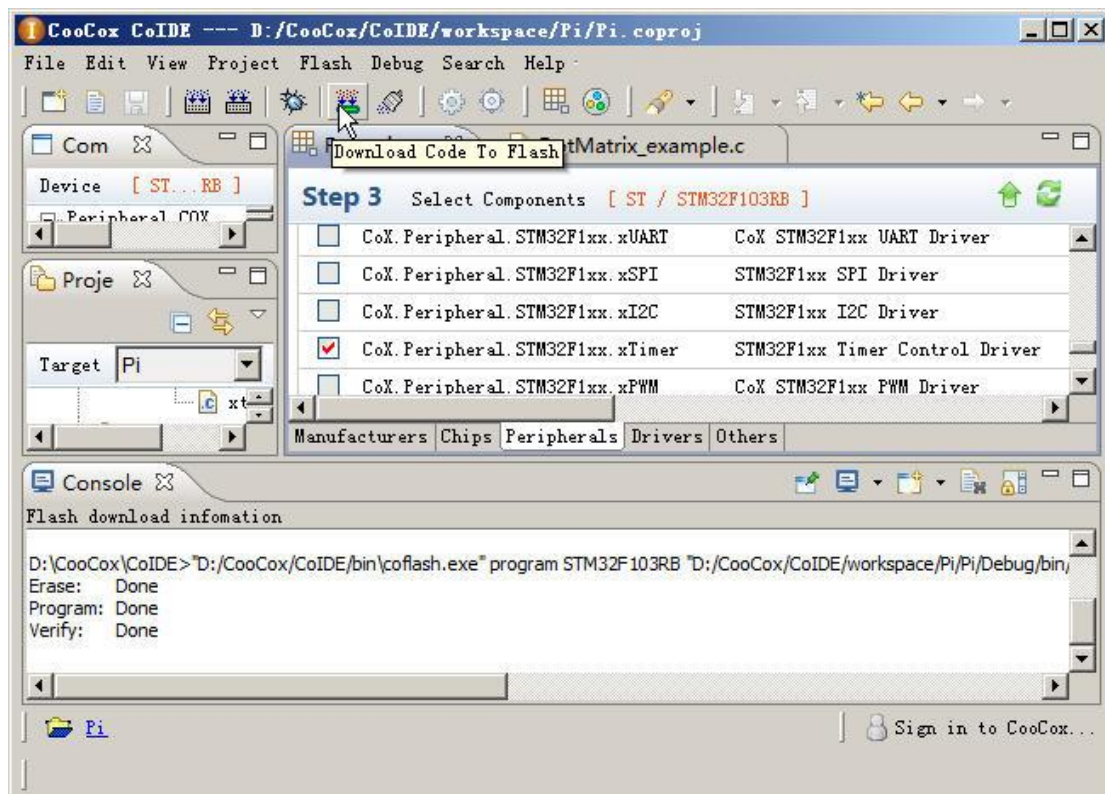 CooCox CoIDE --- D:/CooCox/CoIDE/workspace/Pi/Pi.coproj
File Edit View Project Flash Debug Search Help
Com
Device [ ST...RB ]
Peripheral COX
Download Code To Flash
tMatrix_example.c
Step 3 Select Components [ ST / STM32F103RB ]
CoX.Peripheral.STM32F1xx.xUART CoX STM32F1xx UART Driver
CoX.Peripheral.STM32F1xx.xSPI STM32F1xx SPI Driver
CoX.Peripheral.STM32F1xx.xI2C STM32F1xx I2C Driver
CoX.Peripheral.STM32F1xx.xTimer STM32F1xx Timer Control Driver
CoX.Peripheral.STM32F1xx.xPWM CoX STM32F1xx PWM Driver
Manufacturers Chips Peripherals Drivers Others
Proje
Target Pi
.c xt
Console
Flash download infomation
D:\CooCox\CoIDE>"D:/CooCox/CoIDE/bin\coflash.exe" program STM32F103RB "D:/CooCox/CoIDE/workspace/Pi/Pi/Debug/bin/
Erase: Done
Program: Done
Verify: Done
Pi
Sign in to CooCox...